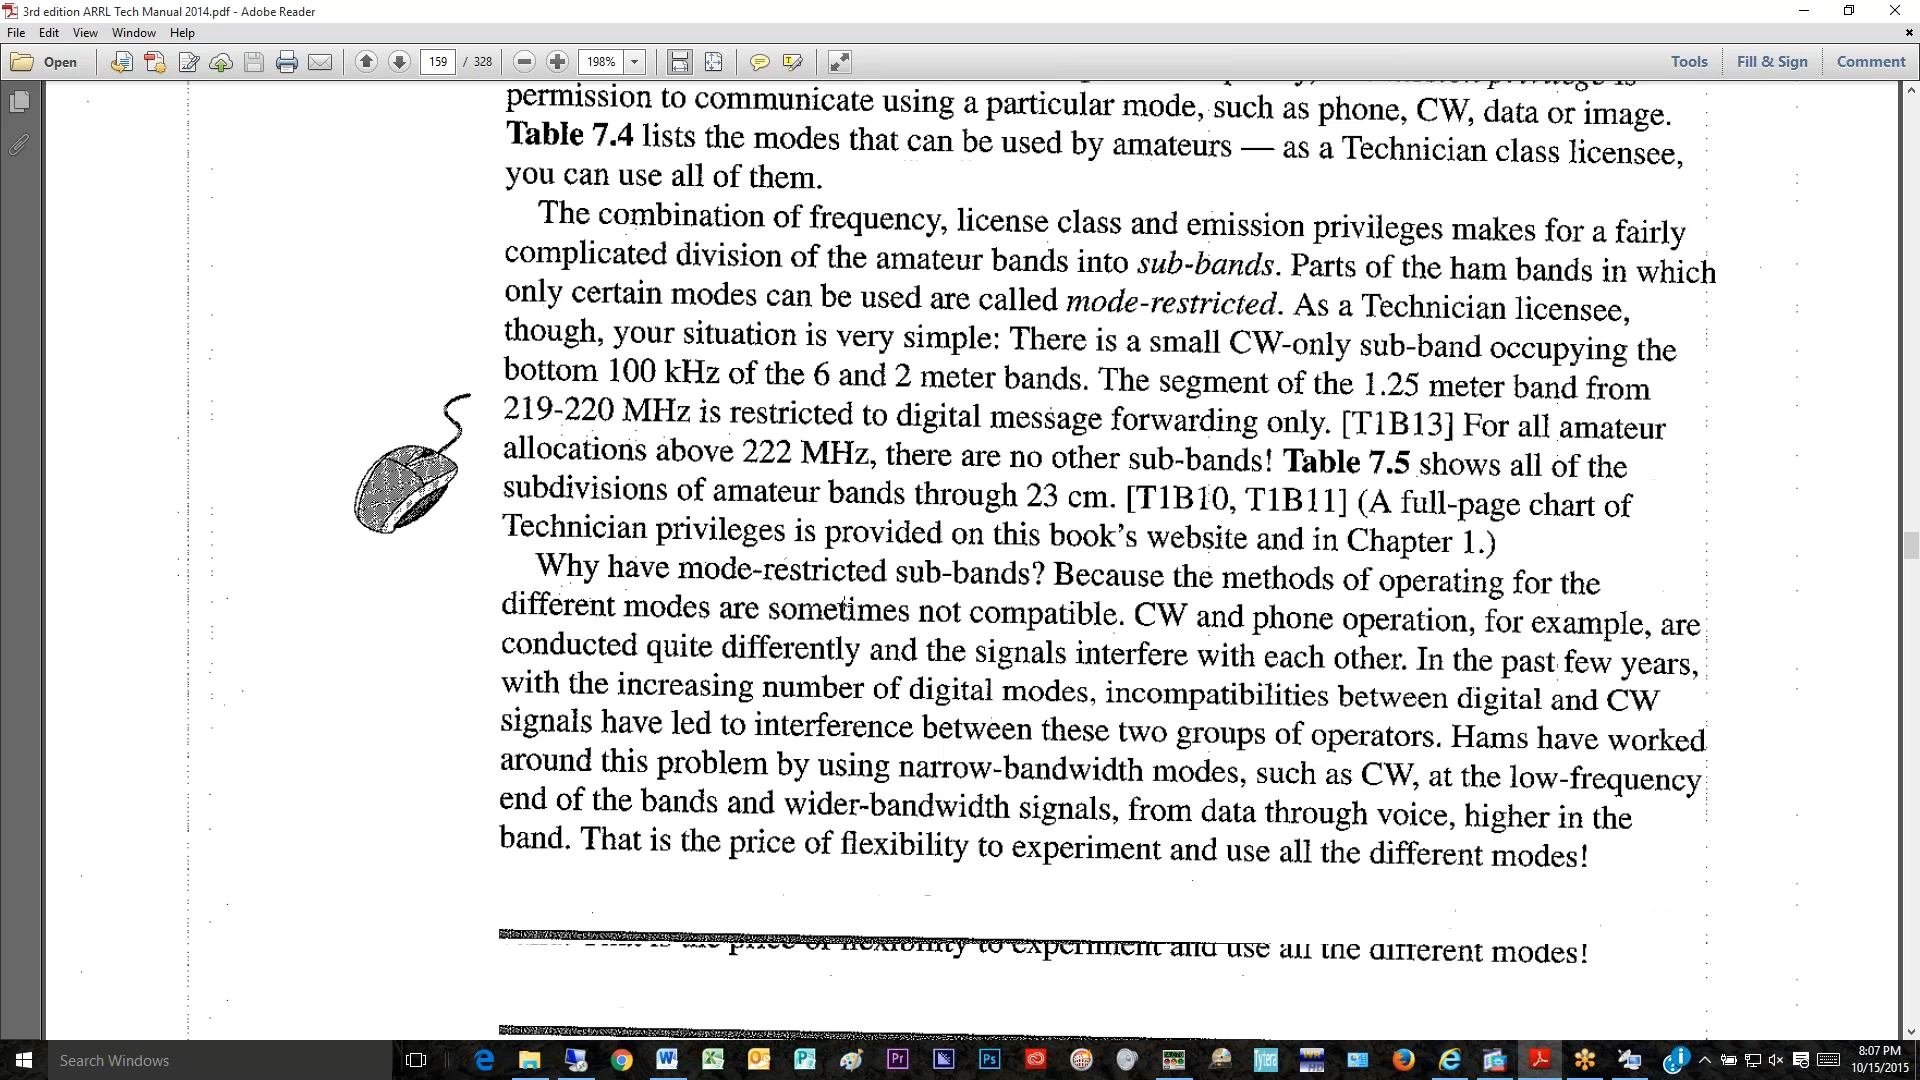 3rd edition ARRL Tech Manual 2014.pdf - Adobe Reader
File Edit View Window Help
Open 159 / 328 198% Tools Fill & Sign Comment
permission to communicate using a particular mode, such as phone, CW, data or image.
Table 7.4 lists the modes that can be used by amateurs — as a Technician class licensee,
you can use all of them.
The combination of frequency, license class and emission privileges makes for a fairly
complicated division of the amateur bands into sub-bands. Parts of the ham bands in which
only certain modes can be used are called mode-restricted. As a Technician licensee,
though, your situation is very simple: There is a small CW-only sub-band occupying the
bottom 100 kHz of the 6 and 2 meter bands. The segment of the 1.25 meter band from
219-220 MHz is restricted to digital message forwarding only. [T1B13] For all amateur
allocations above 222 MHz, there are no other sub-bands! Table 7.5 shows all of the
subdivisions of amateur bands through 23 cm. [T1B10, T1B11] (A full-page chart of
Technician privileges is provided on this book's website and in Chapter 1.)
Why have mode-restricted sub-bands? Because the methods of operating for the
different modes are sometimes not compatible. CW and phone operation, for example, are
conducted quite differently and the signals interfere with each other. In the past few years,
with the increasing number of digital modes, incompatibilities between digital and CW
signals have led to interference between these two groups of operators. Hams have worked
around this problem by using narrow-bandwidth modes, such as CW, at the low-frequency
end of the bands and wider-bandwidth signals, from data through voice, higher in the
band. That is the price of flexibility to experiment and use all the different modes!
That is the price of flexibility to experiment and use all the different modes!
Search Windows
8:07 PM
10/15/2015